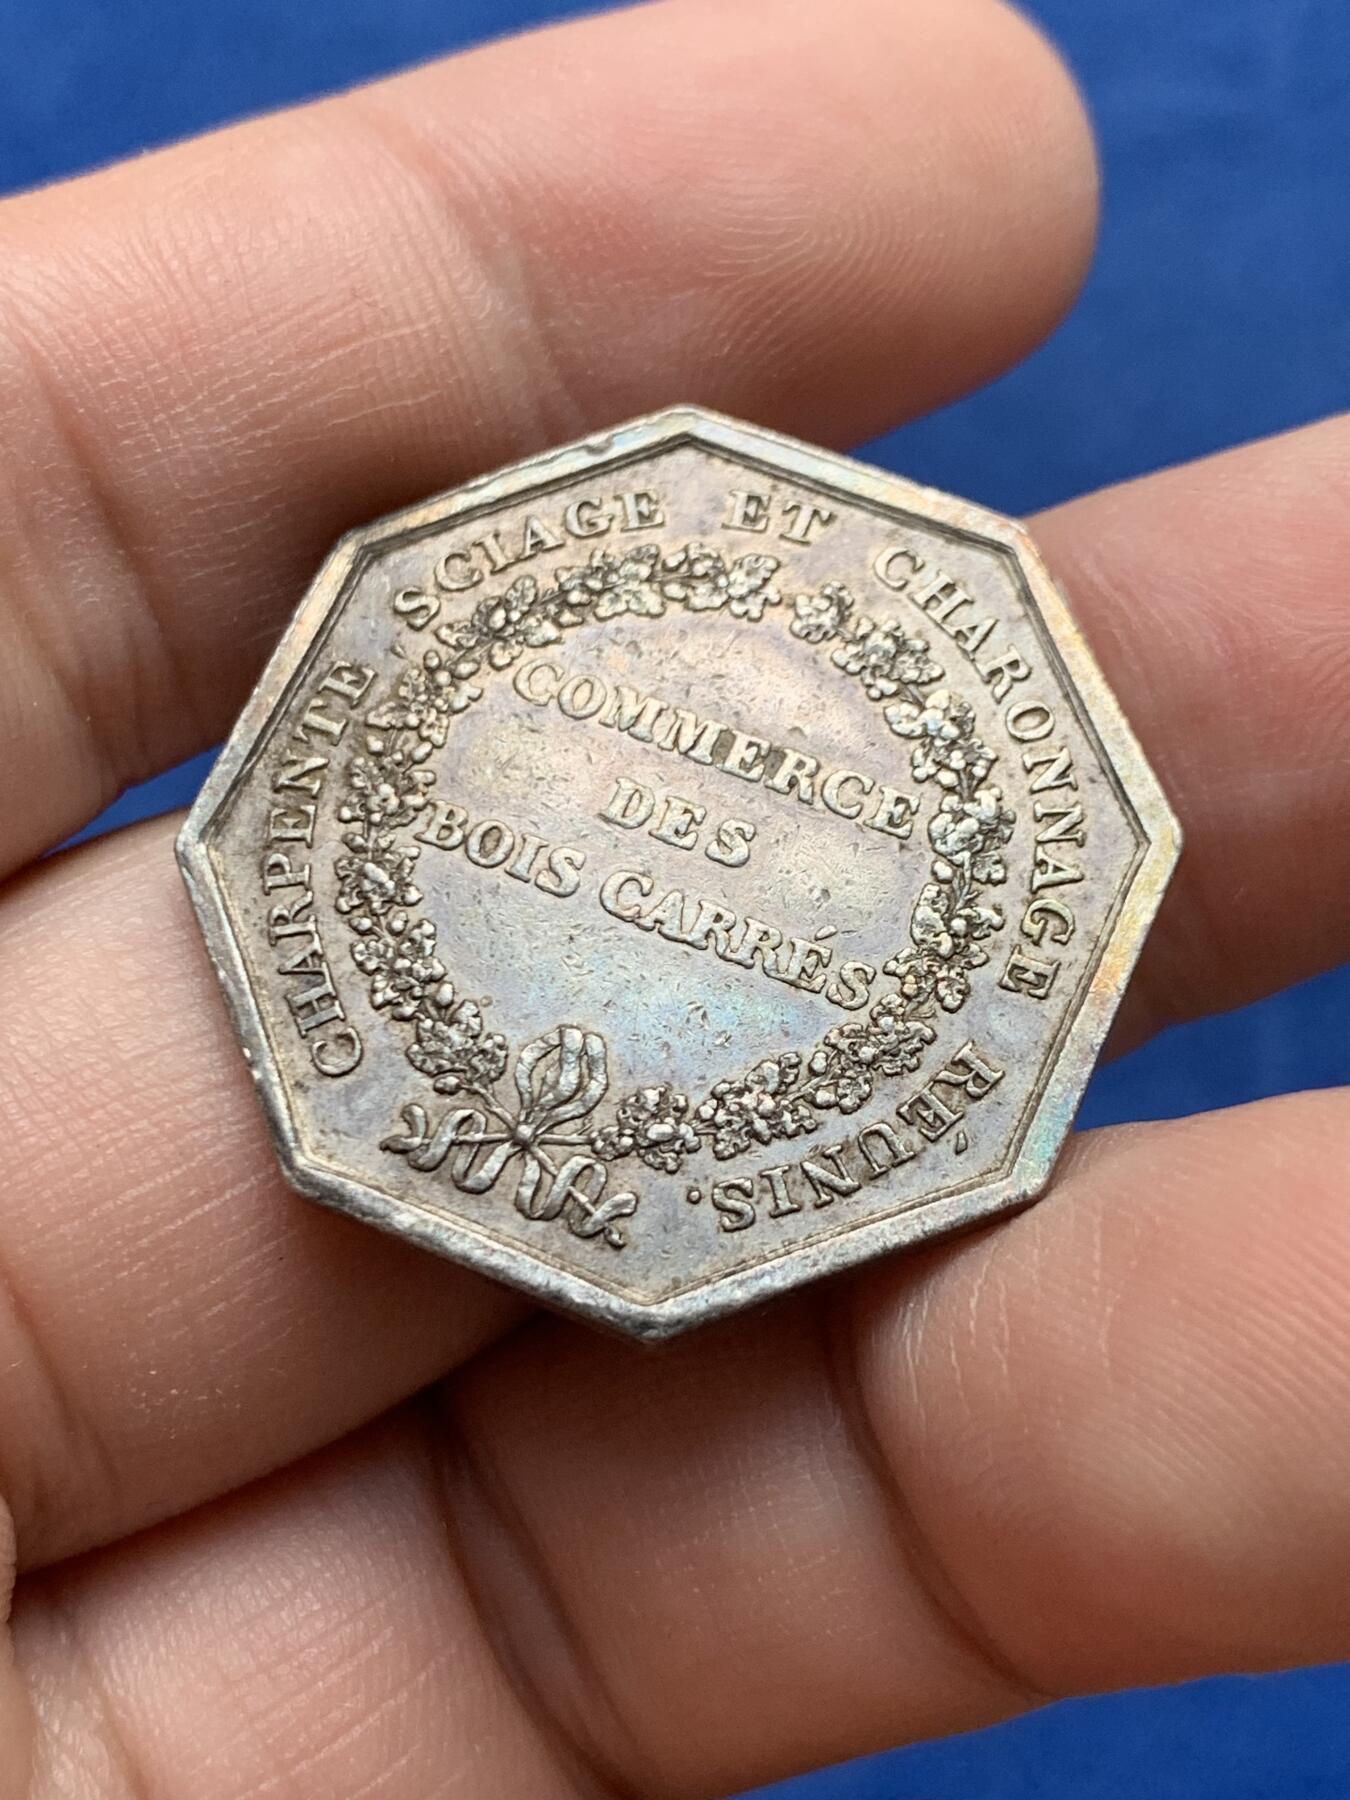 CHARPENTE SCIAGE ET CHARONNAGE RÉUNIS.
COMMERCE
DES
BOIS CARRÉS